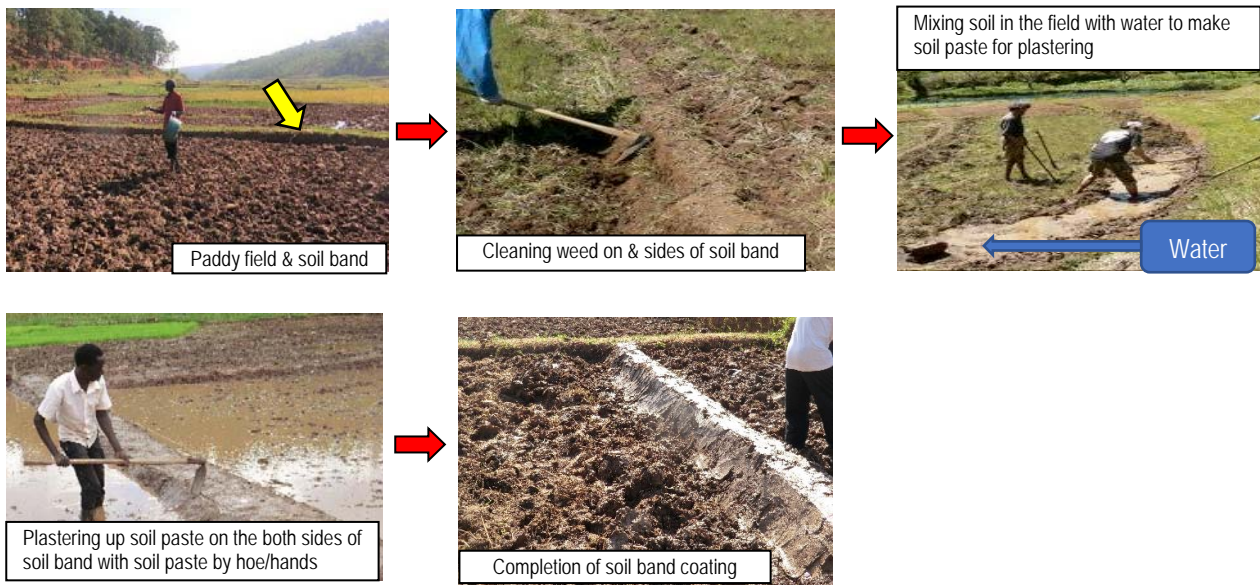 Paddy field & soil band
Cleaning weed on & sides of soil band
Mixing soil in the field with water to make
soil paste for plastering
Water
Plastering up soil paste on the both sides of
soil band with soil paste by hoe/hands
Completion of soil band coating